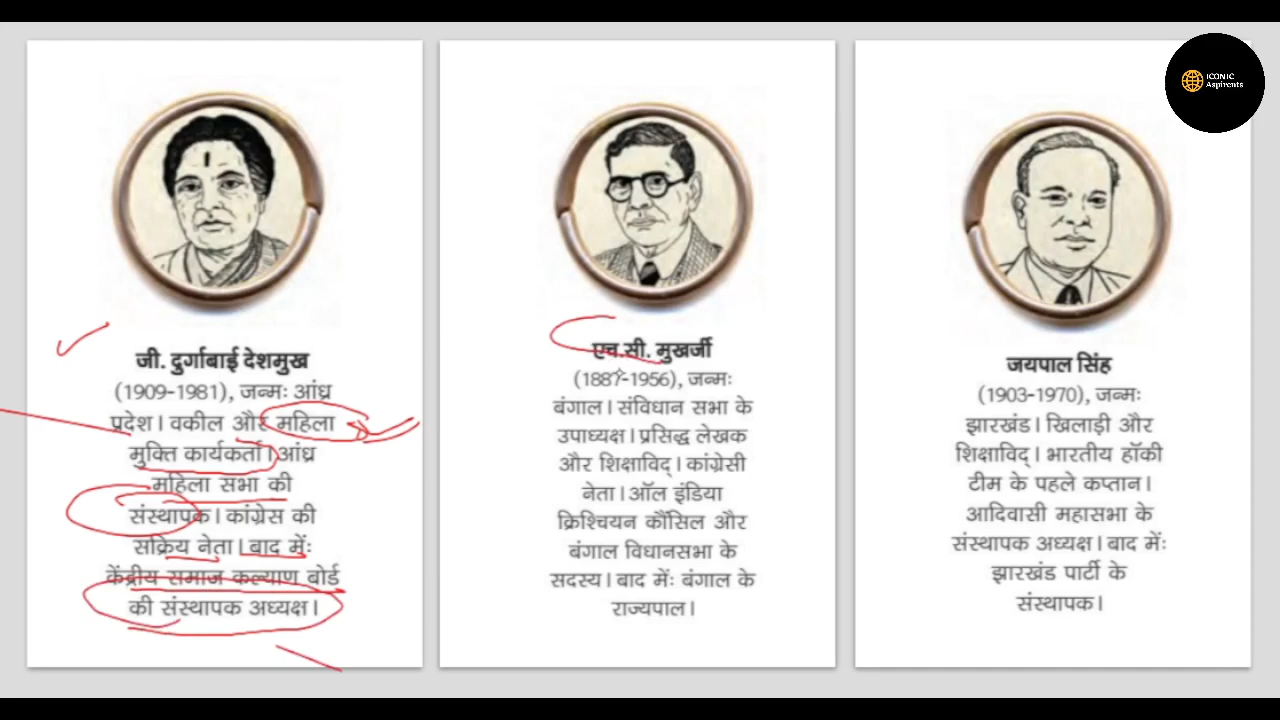 ICONIC
Aspirents
जी. दुर्गाबाई देशमुख
(1909-1981), जन्मः आंध्र
प्रदेश। वकील और महिला
मुक्ति कार्यकर्ता। आंध्र
महिला सभा की
संस्थापक। कांग्रेस की
सक्रिय नेता। बाद मेंः
केंद्रीय समाज कल्याण बोर्ड
की संस्थापक अध्यक्ष।
एच.सी. मुखर्जी
(1887-1956), जन्मः
बंगाल। संविधान सभा के
उपाध्यक्ष। प्रसिद्ध लेखक
और शिक्षाविद्। कांग्रेसी
नेता। ऑल इंडिया
क्रिश्चियन कौंसिल और
बंगाल विधानसभा के
सदस्य। बाद मेंः बंगाल के
राज्यपाल।
जयपाल सिंह
(1903-1970), जन्मः
झारखंड। खिलाड़ी और
शिक्षाविद्। भारतीय हॉकी
टीम के पहले कप्तान।
आदिवासी महासभा के
संस्थापक अध्यक्ष। बाद मेंः
झारखंड पार्टी के
संस्थापक।